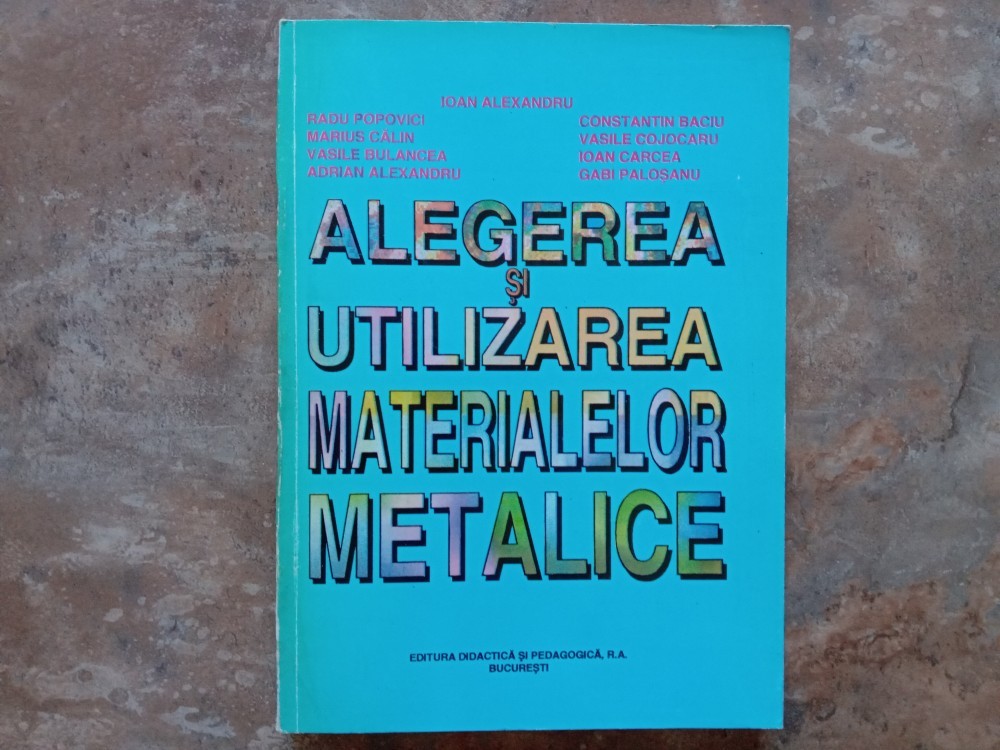 IOAN ALEXANDRU
RADU POPOVICI
MARIUS CĂLIN
VASILE BULANCEA
ADRIAN ALEXANDRU
CONSTANTIN BACIU
VASILE COJOCARU
IOAN CARCEA
GABI PALOȘANU
ALEGEREA
ȘI
UTILIZAREA
MATERIALELOR
METALICE
EDITURA DIDACTICĂ ȘI PEDAGOGICĂ, R.A.
BUCUREȘTI